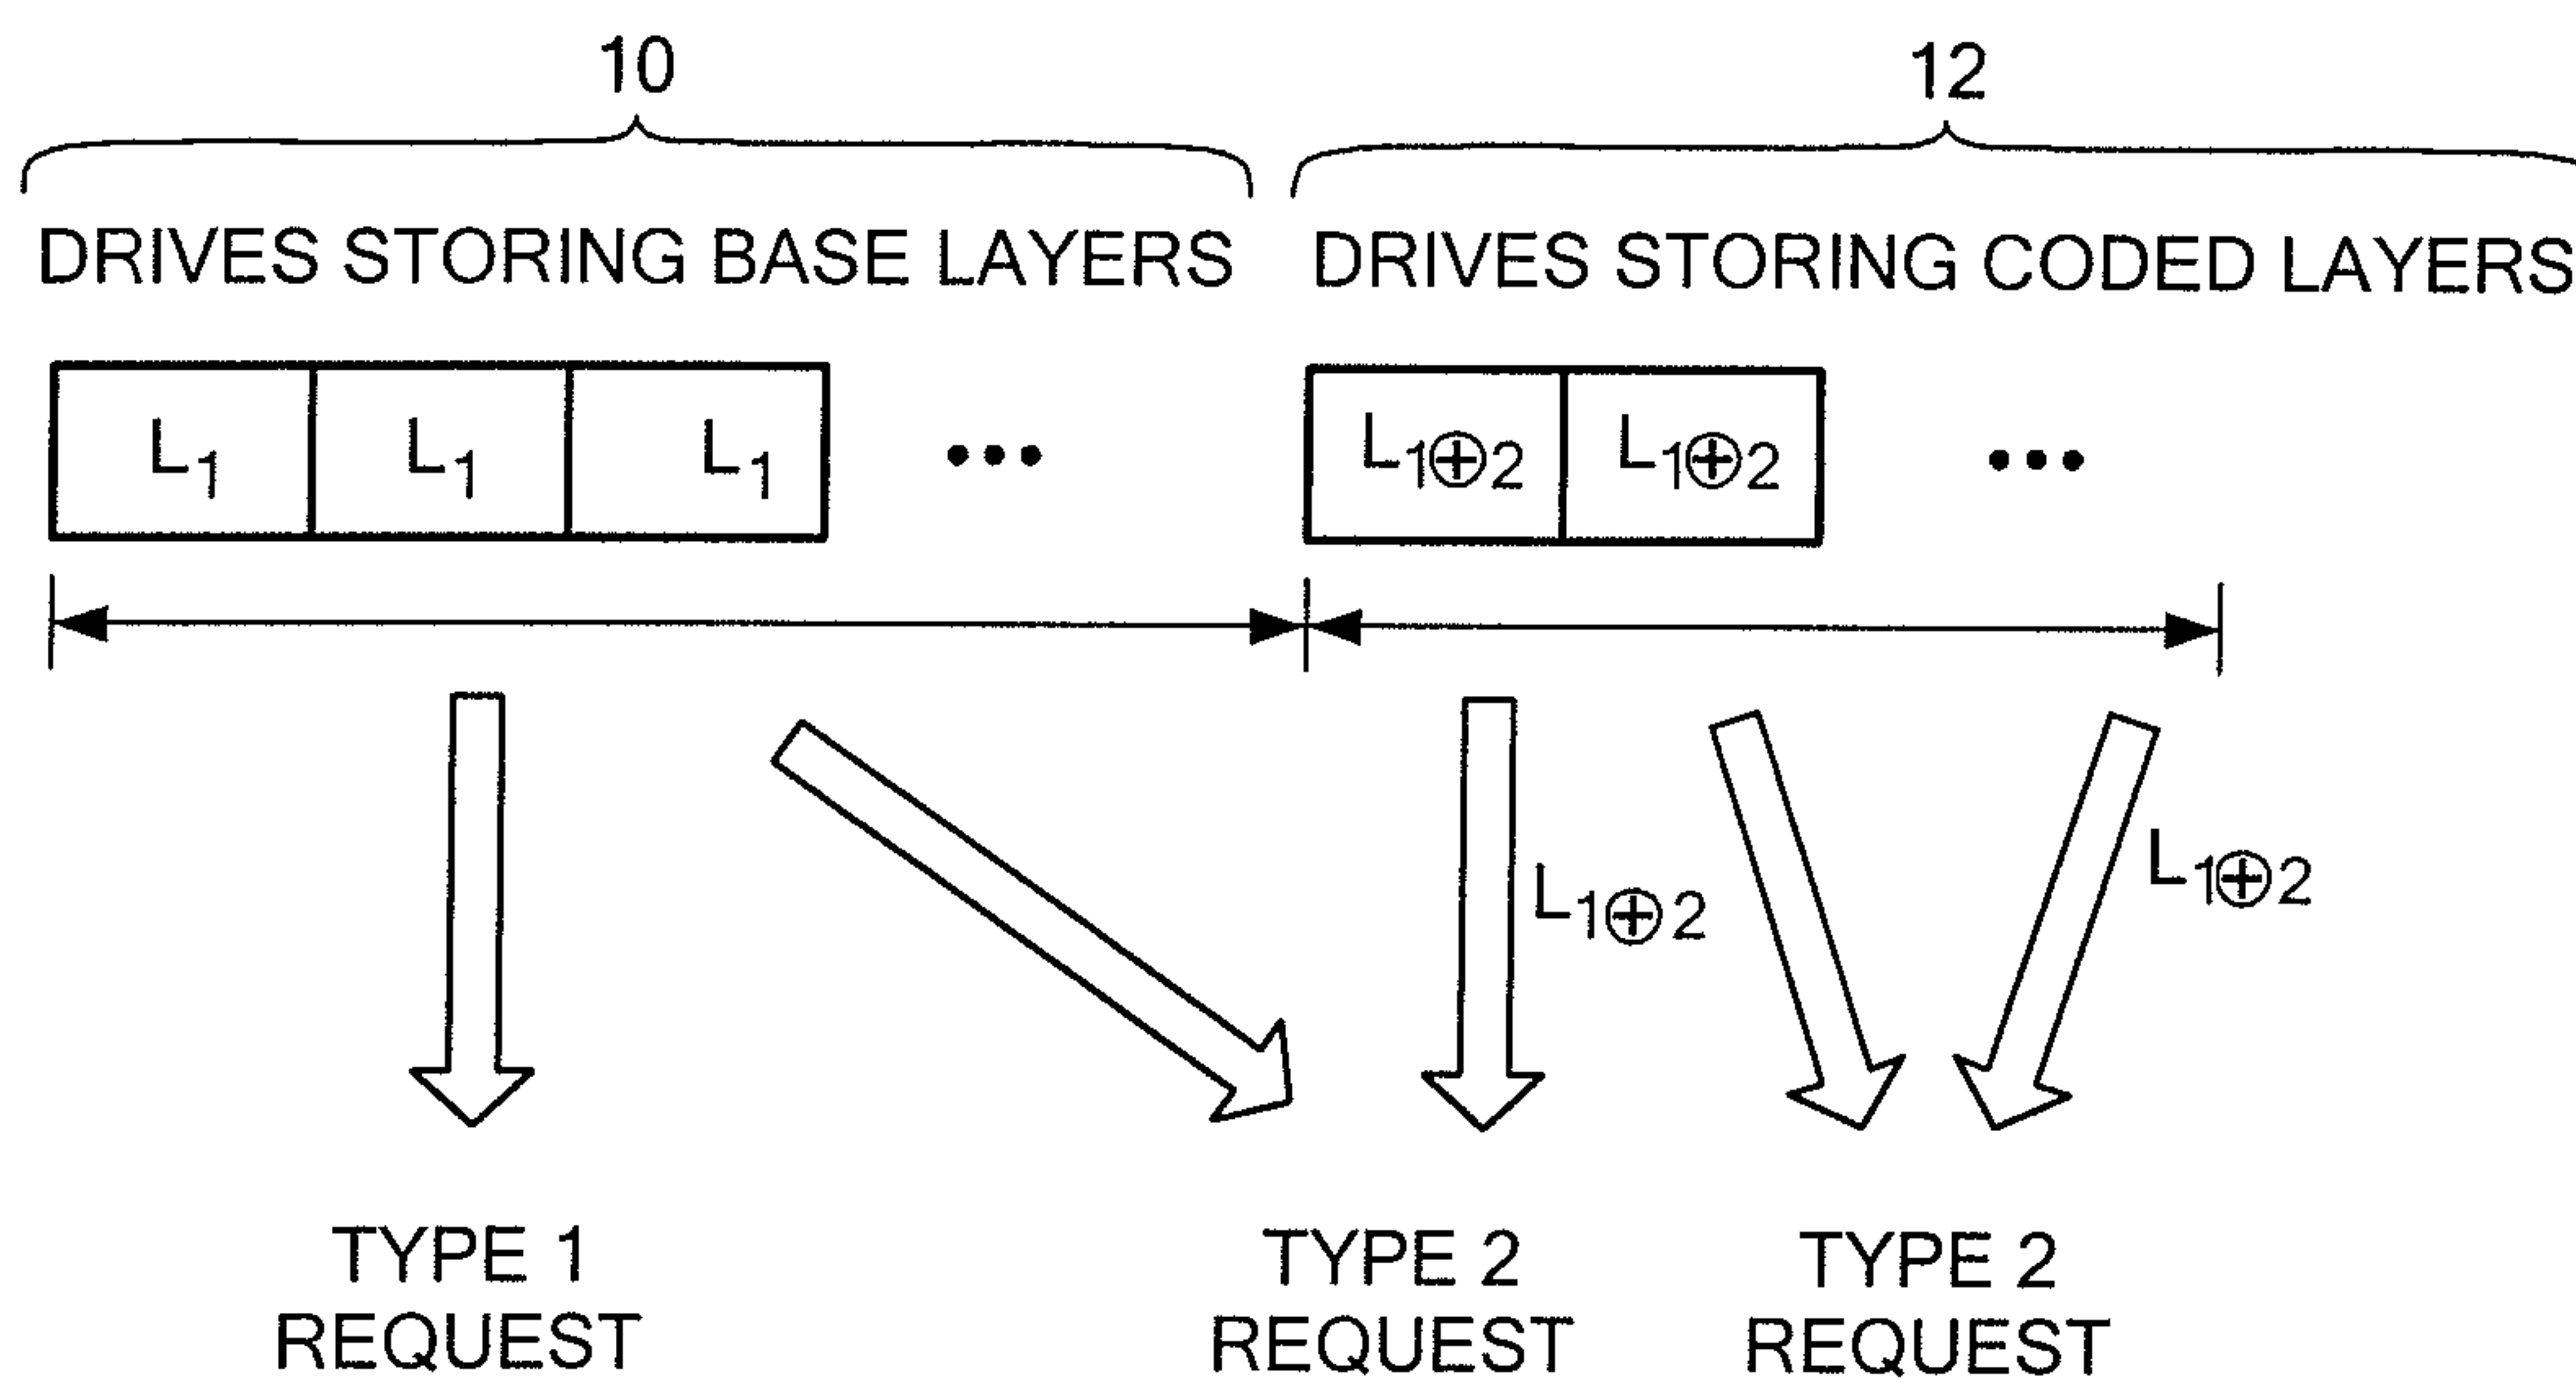 10 12
DRIVES STORING BASE LAYERS DRIVES STORING CODED LAYERS
L1 L1 L1 ••• L1⊕2 L1⊕2 •••
L1⊕2 L1⊕2
TYPE 1 REQUEST
TYPE 2 REQUEST
TYPE 2 REQUEST